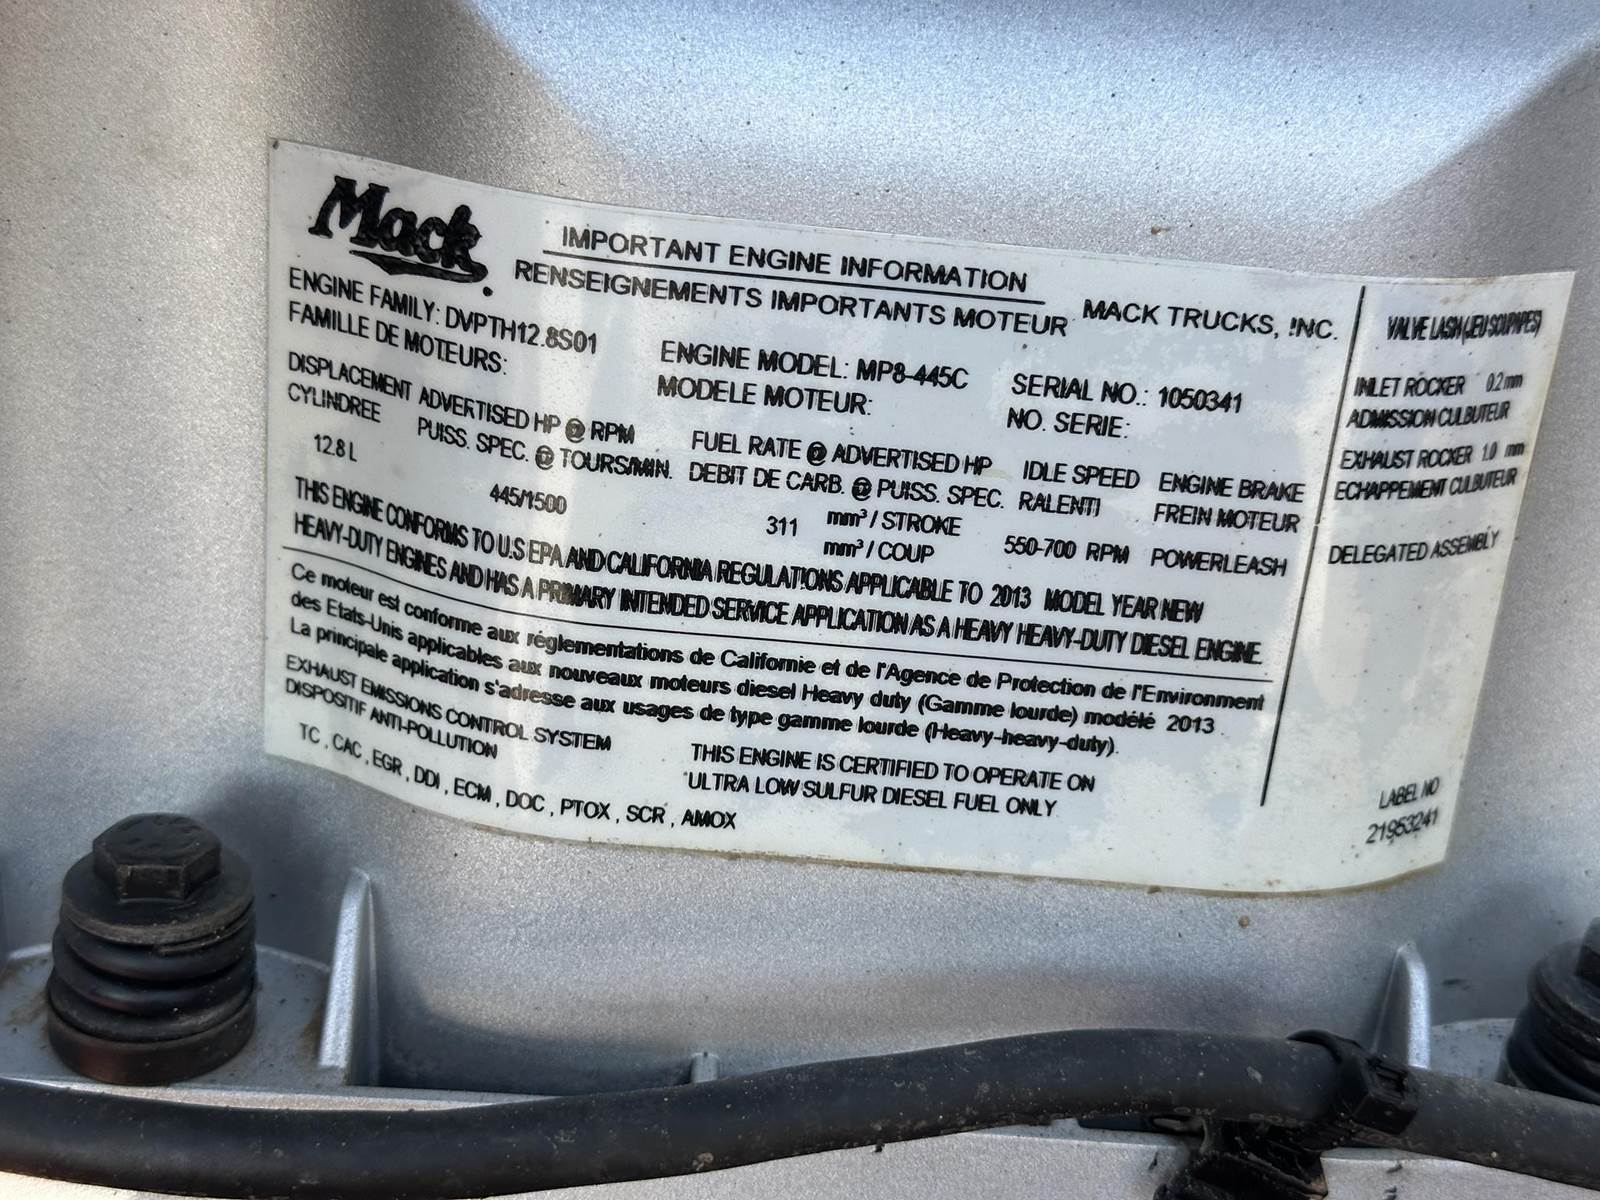 Mack.
IMPORTANT ENGINE INFORMATION
RENSEIGNEMENTS IMPORTANTS MOTEUR
MACK TRUCKS, INC.
ENGINE FAMILY: DVPTH12.8S01
FAMILLE DE MOTEURS:
ENGINE MODEL: MP8-445C
MODELE MOTEUR:
SERIAL NO.: 1050341
NO. SERIE:
DISPLACEMENT
CYLINDREE
12.8 L
ADVERTISED HP @ RPM
PUISS. SPEC. @ TOURS/MIN.
445/1500
FUEL RATE @ ADVERTISED HP
DEBIT DE CARB. @ PUISS. SPEC.
311 mm³ / STROKE
mm³ / COUP
IDLE SPEED
RALENTI
550-700 RPM
ENGINE BRAKE
FREIN MOTEUR
POWERLEASH
THIS ENGINE CONFORMS TO U.S EPA AND CALIFORNIA REGULATIONS APPLICABLE TO 2013 MODEL YEAR NEW
HEAVY-DUTY ENGINES AND HAS A PRIMARY INTENDED SERVICE APPLICATION AS A HEAVY HEAVY-DUTY DIESEL ENGINE.
Ce moteur est conforme aux réglementations de Californie et de l'Agence de Protection de l'Environment
des Etats-Unis applicables aux nouveaux moteurs diesel Heavy duty (Gamme lourde) modélé 2013.
La principale application s'adresse aux usages de type gamme lourde (Heavy-heavy-duty).
EXHAUST EMISSIONS CONTROL SYSTEM
DISPOSITIF ANTI-POLLUTION
TC, CAC, EGR, DDI, ECM, DOC, PTOX, SCR, AMOX
THIS ENGINE IS CERTIFIED TO OPERATE ON
ULTRA LOW SULFUR DIESEL FUEL ONLY
VALVE LASH (JEU SOUPAPES)
INLET ROCKER 0.2 mm
ADMISSION CULBUTEUR
EXHAUST ROCKER 1.0 mm
ECHAPPEMENT CULBUTEUR
DELEGATED ASSEMBLY
LABEL NO
21953241